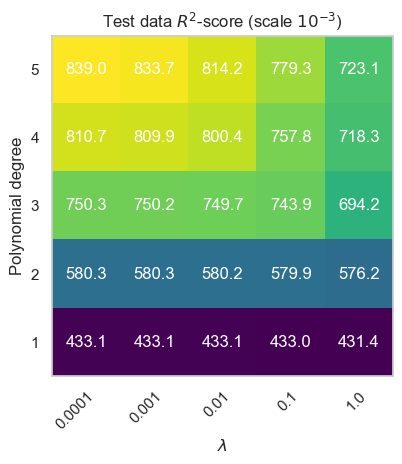 Test data $R^2$-score (scale $10^{-3}$)
Polynomial degree
5 839.0 833.7 814.2 779.3 723.1
4 810.7 809.9 800.4 757.8 718.3
3 750.3 750.2 749.7 743.9 694.2
2 580.3 580.3 580.2 579.9 576.2
1 433.1 433.1 433.1 433.0 431.4
0.0001 0.001 0.01 0.1 1.0
λ